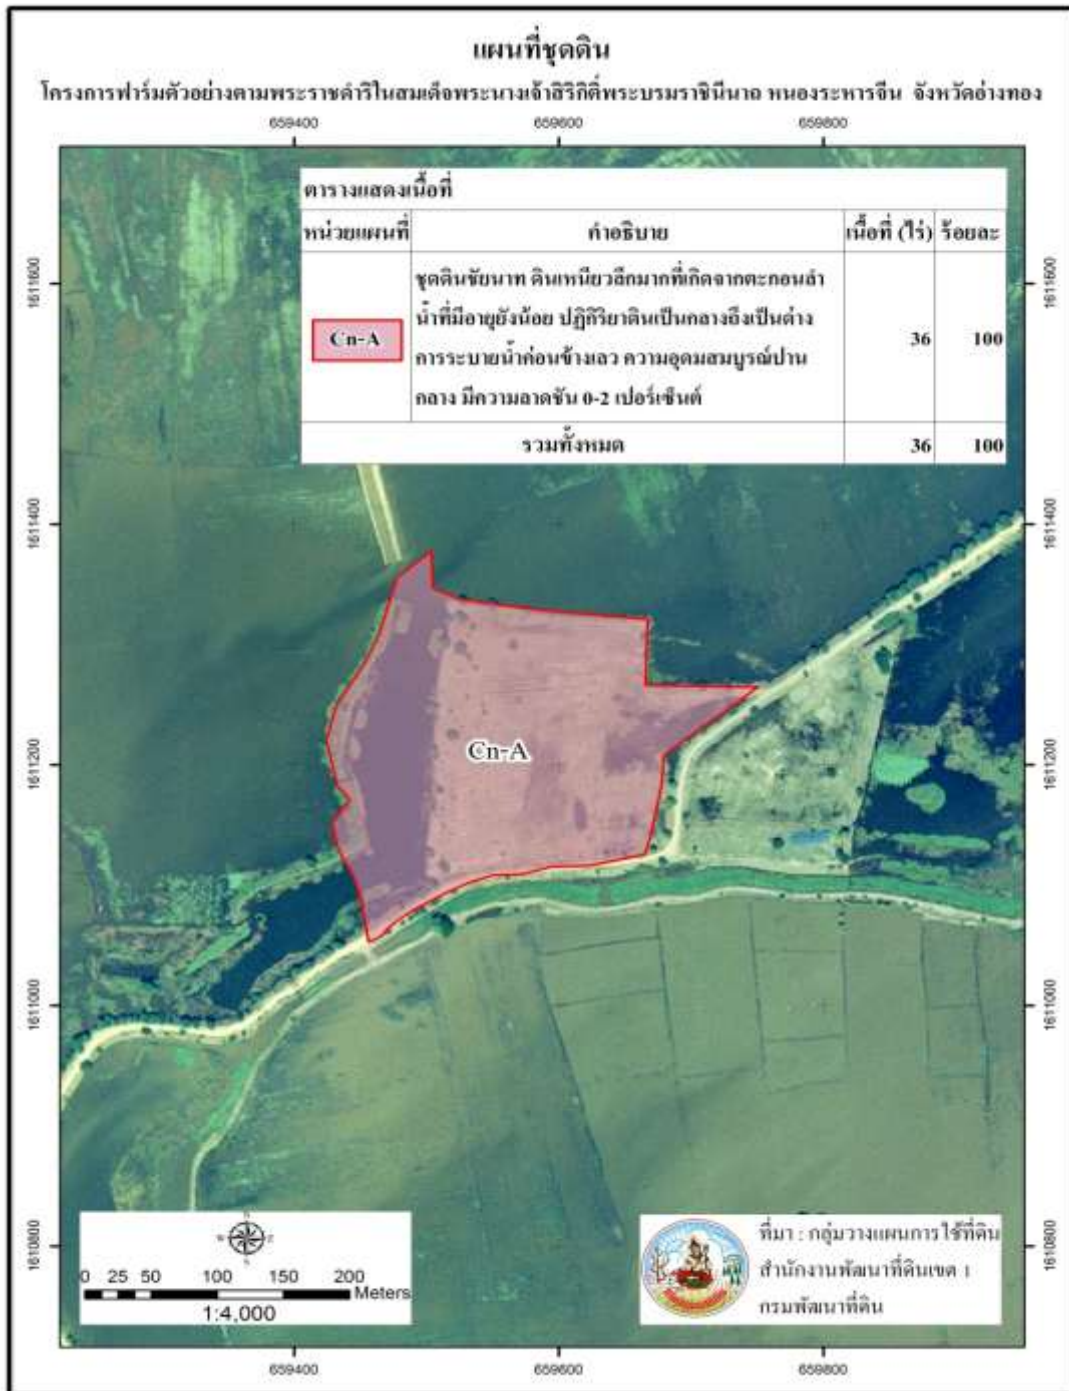 แผนที่ชุดดิน
โครงการฟาร์มตัวอย่างตามพระราชดำริในสมเด็จพระนางเจ้าสิริกิติ์พระบรมราชินีนาถ หนองระหารจีน จังหวัดอ่างทอง
659400 659600 659800
ตารางแสดงเนื้อที่
หน่วยแผนที่ คำอธิบาย เนื้อที่ (ไร่) ร้อยละ
ชุดดินชัยนาท ดินเหนียวลึกมากที่เกิดจากตะกอนลำ
น้ำที่มีอายุยังน้อย ปฏิกิริยาดินเป็นกลางถึงเป็นด่าง
Cn-A 36 100
การระบายน้ำค่อนข้างเลว ความอุดมสมบูรณ์ปาน
กลาง มีความลาดชัน 0-2 เปอร์เซ็นต์
รวมทั้งหมด 36 100
1611600 1611600
1611400 1611400
Cn-A
1611200 1611200
1611000 1611000
1610800 1610800
N
W E
S
0 25 50 100 150 200
Meters
1:4,000
ที่มา : กลุ่มวางแผนการใช้ที่ดิน
สำนักงานพัฒนาที่ดินเขต 1
กรมพัฒนาที่ดิน
659400 659600 659800